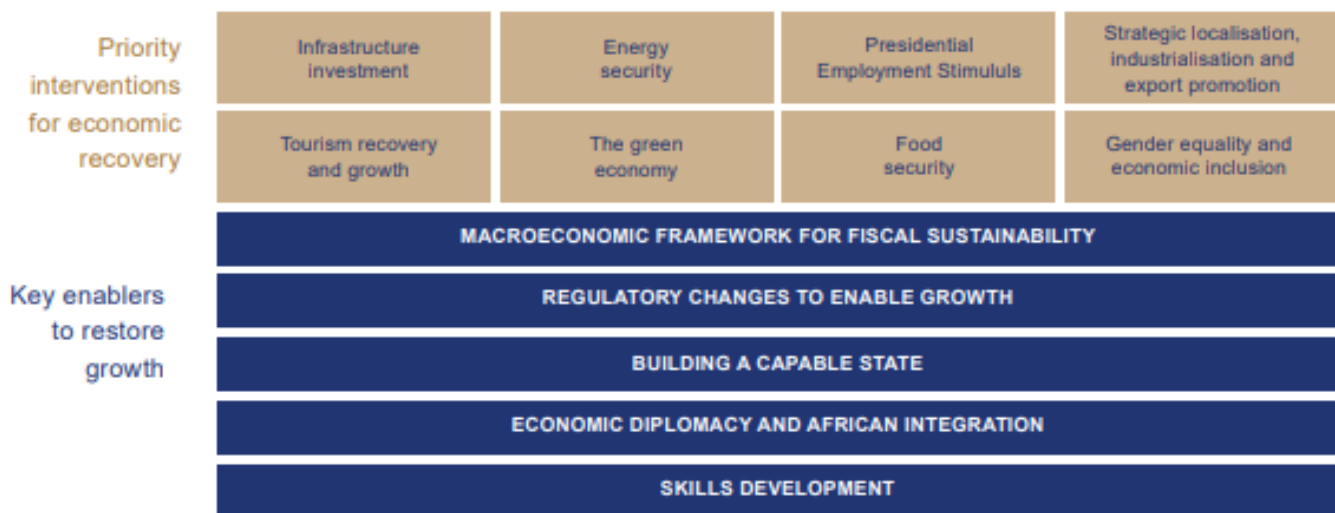 Priority
interventions
for economic
recovery
Infrastructure
investment
Energy
security
Presidential
Employment Stimululs
Strategic localisation,
industrialisation and
export promotion
Tourism recovery
and growth
The green
economy
Food
security
Gender equality and
economic inclusion
Key enablers
to restore
growth
MACROECONOMIC FRAMEWORK FOR FISCAL SUSTAINABILITY
REGULATORY CHANGES TO ENABLE GROWTH
BUILDING A CAPABLE STATE
ECONOMIC DIPLOMACY AND AFRICAN INTEGRATION
SKILLS DEVELOPMENT